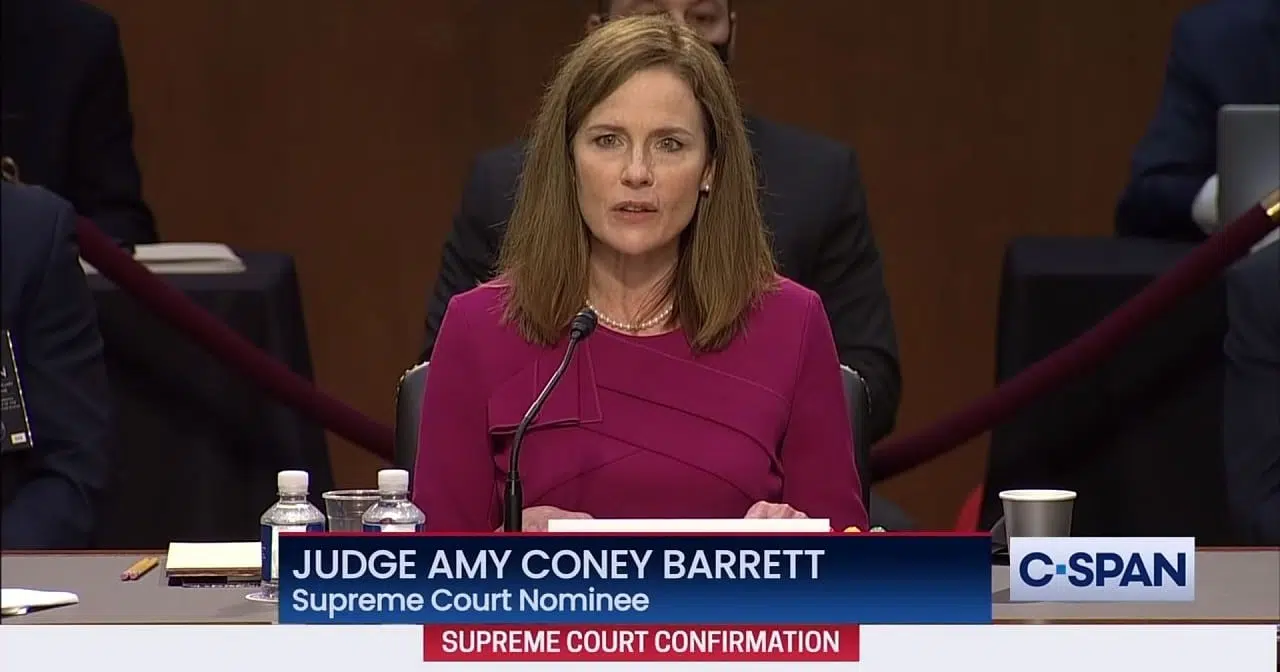 JUDGE AMY CONEY BARRETT
Supreme Court Nominee
C-SPAN
SUPREME COURT CONFIRMATION